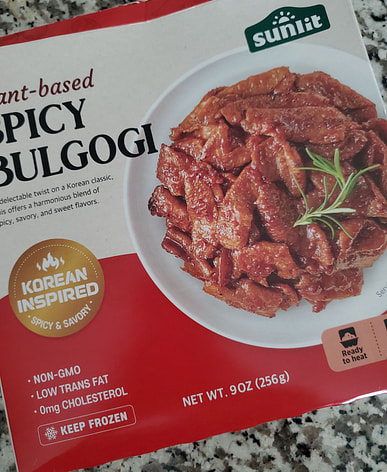 sunlit
ant-based
SPICY
BULGOGI
delectable twist on a Korean classic,
his offers a harmonious blend of
picy, savory, and sweet flavors.
KOREAN
INSPIRED
• SPICY & SAVORY •
• NON-GMO
• LOW TRANS FAT
• 0mg CHOLESTEROL
KEEP FROZEN
NET WT. 9OZ (256g)
Ready
to heat